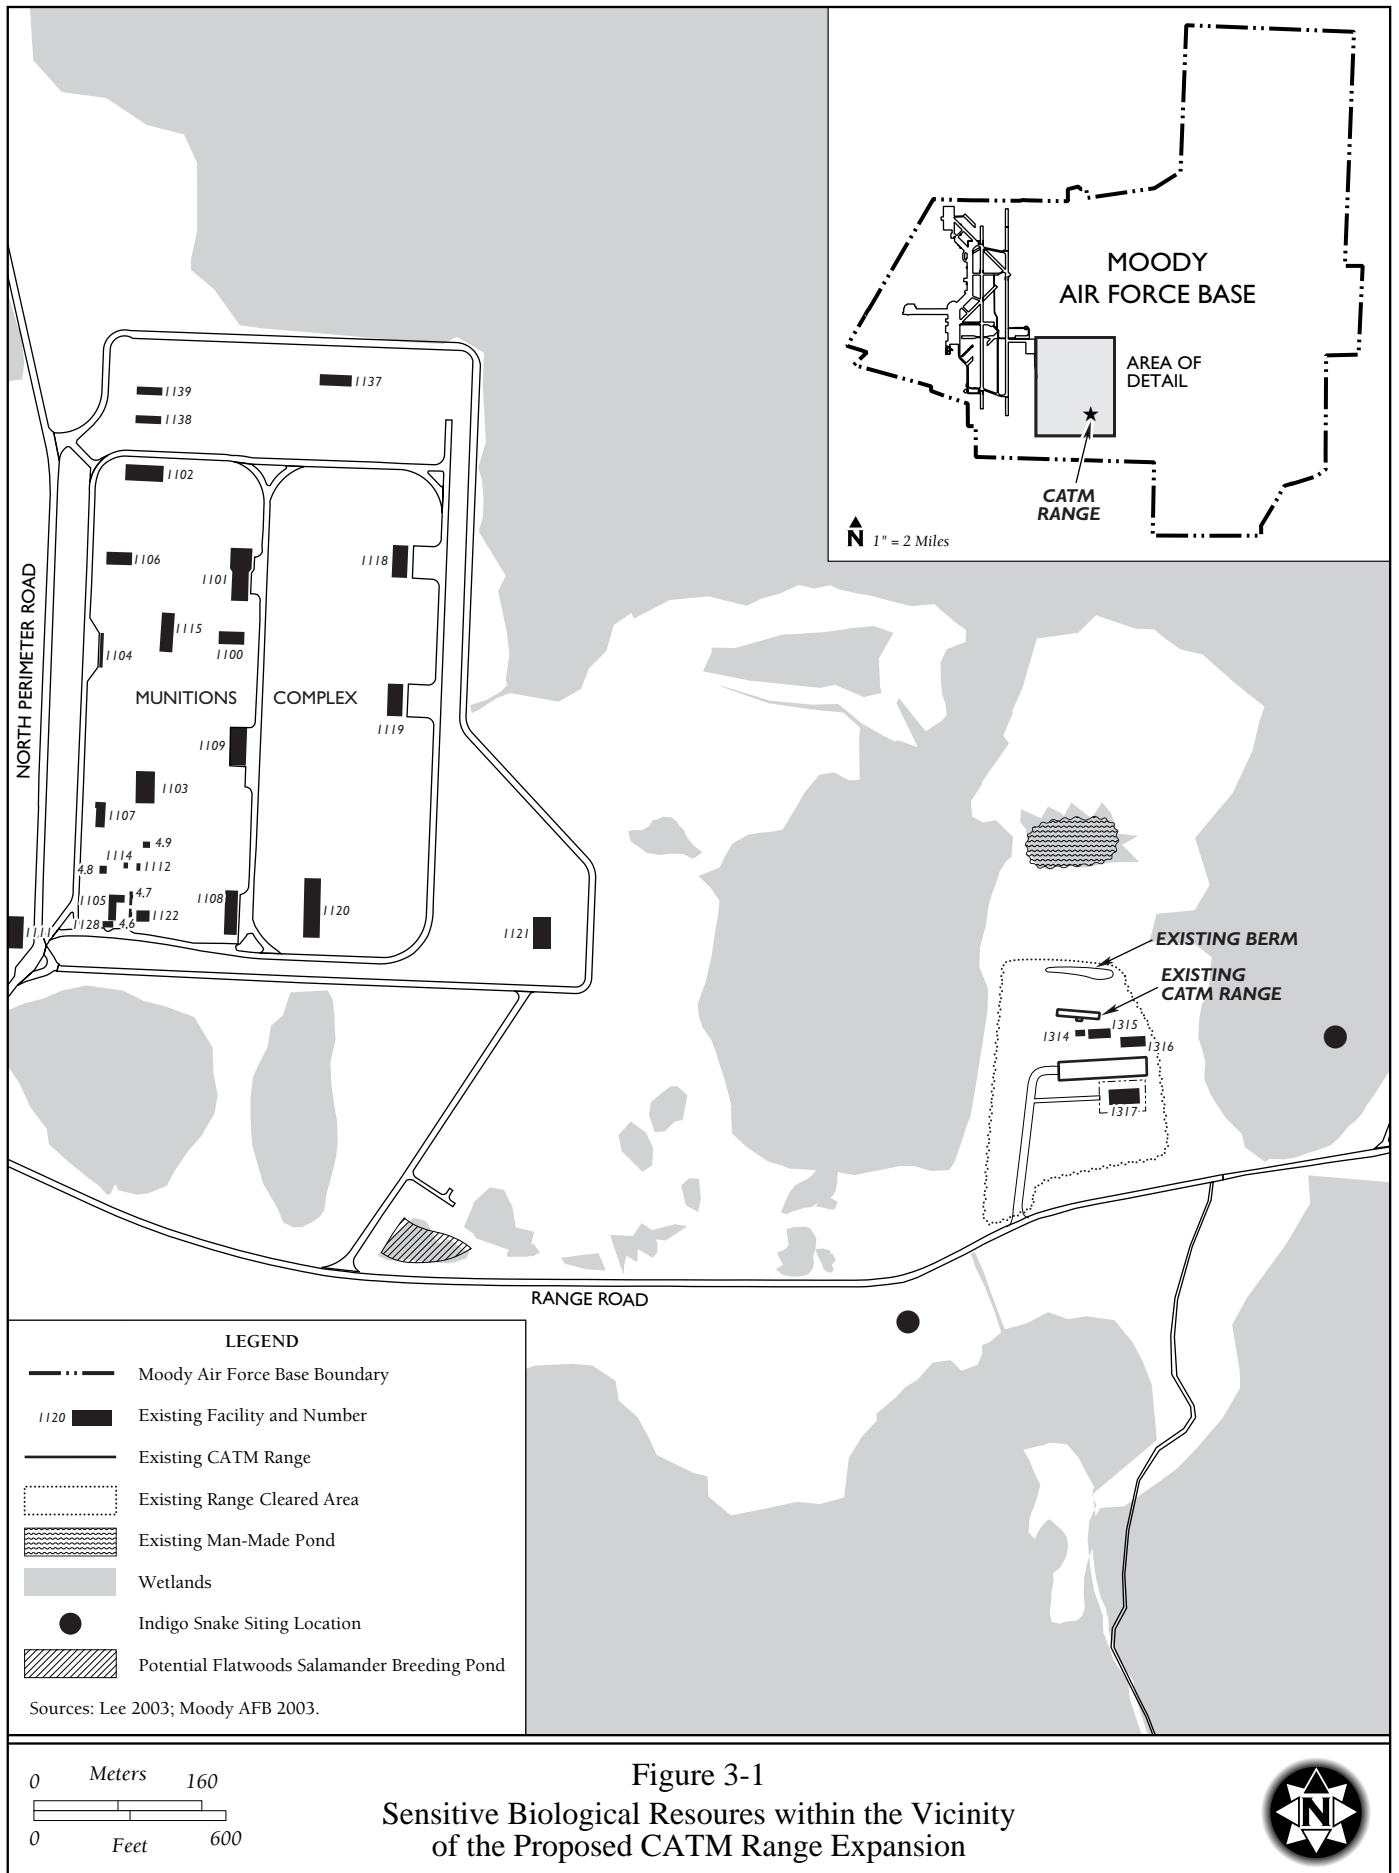 MOODY
AIR FORCE BASE
AREA OF
DETAIL
CATM
RANGE
N 1" = 2 Miles
1139
1137
1138
1102
1106
1101
1118
1115
1104
1100
NORTH PERIMETER ROAD
MUNITIONS COMPLEX
1119
1109
1103
1107
4.9
1114
4.8
1112
4.7
1105
1108
1122
1120
1128
4.6
1111
1121
EXISTING BERM
EXISTING
CATM RANGE
1314
1315
1316
1317
RANGE ROAD
LEGEND
Moody Air Force Base Boundary
1120 Existing Facility and Number
Existing CATM Range
Existing Range Cleared Area
Existing Man-Made Pond
Wetlands
Indigo Snake Siting Location
Potential Flatwoods Salamander Breeding Pond
Sources: Lee 2003; Moody AFB 2003.
0 Meters 160
0 Feet 600
Figure 3-1
Sensitive Biological Resoures within the Vicinity
of the Proposed CATM Range Expansion
N